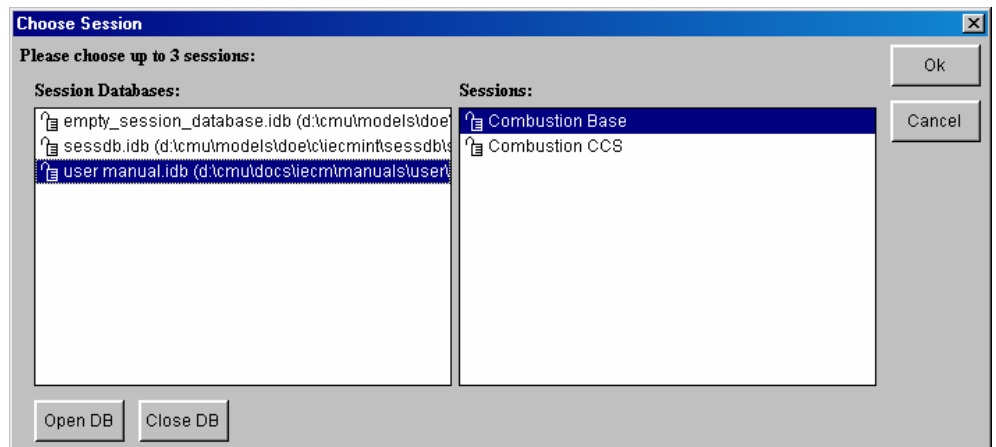 Choose Session
Please choose up to 3 sessions:
Ok
Session Databases:
Sessions:
empty_session_database.idb (d:\cmu\models\doe
Combustion Base
Cancel
sessdb.idb (d:\cmu\models\doe\c\iecmint\sessdb\s
Combustion CCS
user manual.idb (d:\cmu\docs\iecm\manuals\user\
Open DB
Close DB